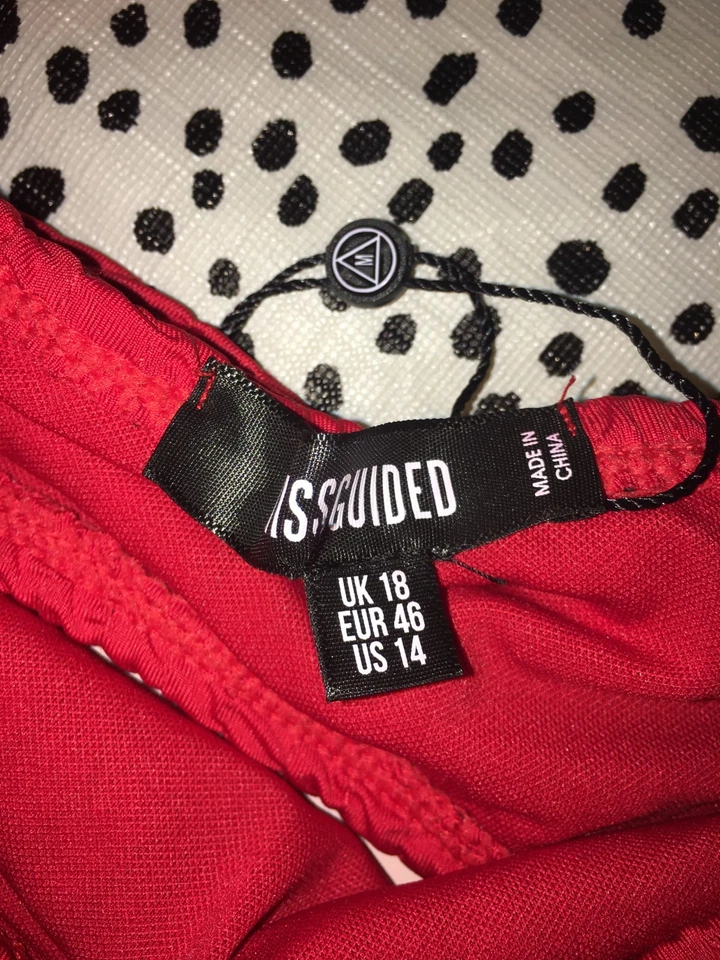 M
ISSGUIDED
MADE IN
CHINA
UK 18
EUR 46
US 14